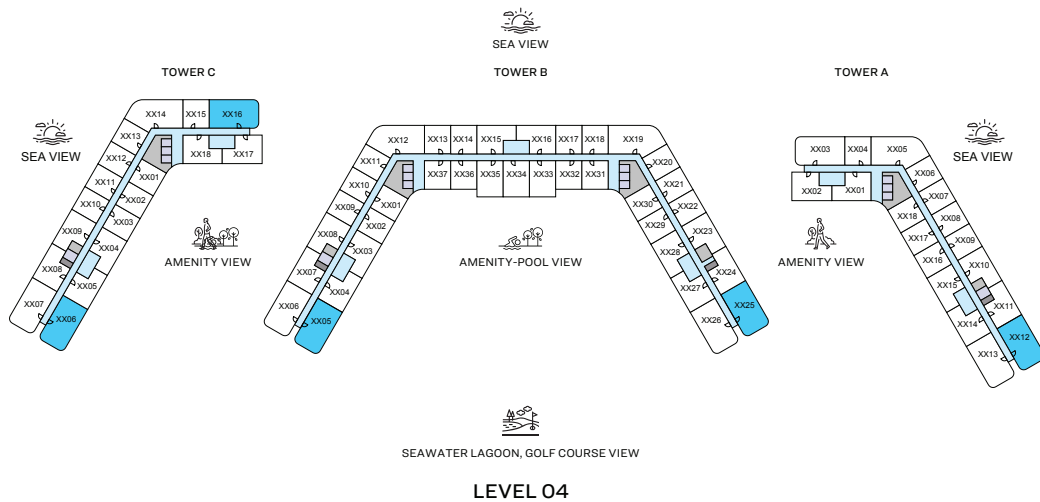 SEA VIEW
TOWER C
TOWER B
TOWER A
XX14
XX15
XX16
XX13
XX12
XX11
XX10
XX09
XX08
XX07
XX18
XX17
XX01
XX02
XX03
XX04
XX05
XX06
SEA VIEW
AMENITY VIEW
XX12
XX13
XX14
XX15
XX16
XX17
XX18
XX19
XX11
XX10
XX09
XX08
XX07
XX06
XX37
XX36
XX35
XX34
XX33
XX32
XX31
XX01
XX02
XX03
XX04
XX05
XX20
XX21
XX22
XX23
XX24
XX25
XX30
XX29
XX28
XX27
XX26
AMENITY-POOL VIEW
XX03
XX04
XX05
XX02
XX01
XX06
XX07
XX08
XX09
XX10
XX11
XX12
XX18
XX17
XX16
XX15
XX14
XX13
SEA VIEW
AMENITY VIEW
SEAWATER LAGOON, GOLF COURSE VIEW
LEVEL 04